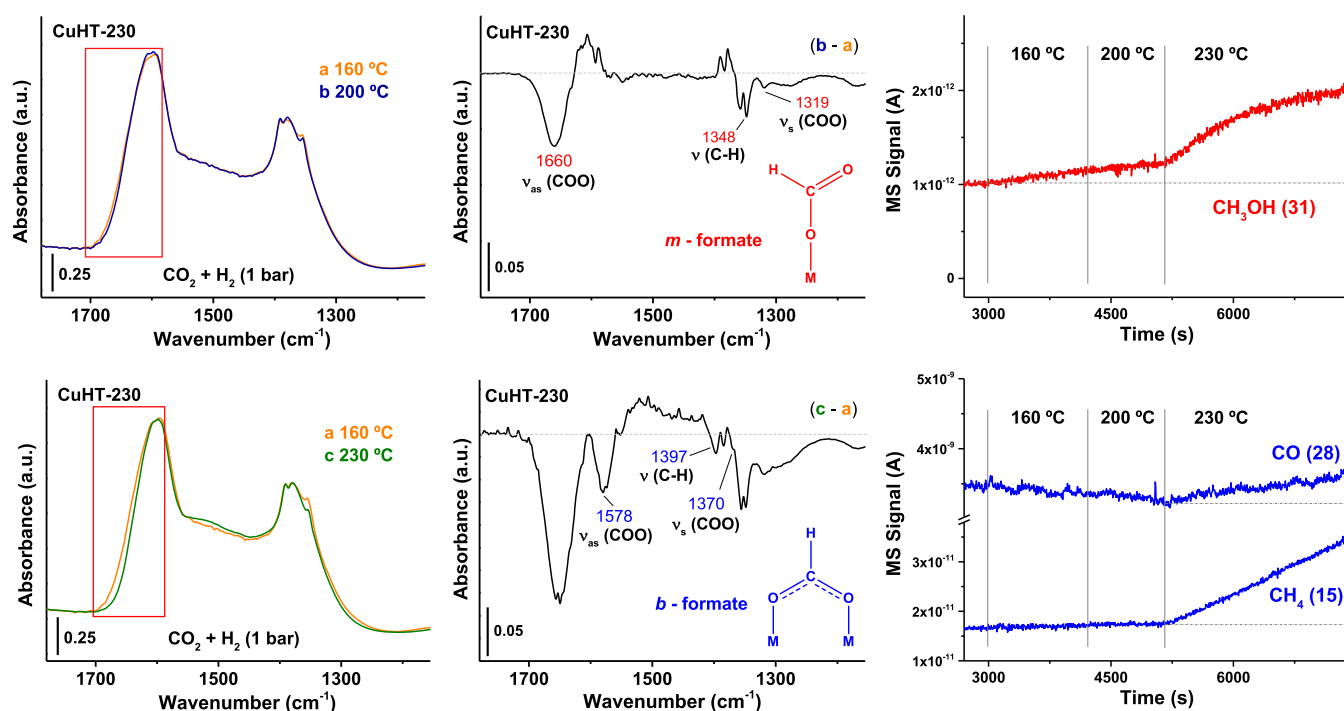 CuHT-230
a 160 ºC
b 200 ºC
0.25
CO₂ + H₂ (1 bar)
1700 1500 1300
Wavenumber (cm⁻¹)
Absorbance (a.u.)
CuHT-230
(b - a)
1660
νas (COO)
1348
ν (C-H)
1319
νs (COO)
m - formate
H
C
O
O
M
0.05
1700 1500 1300
Wavenumber (cm⁻¹)
Absorbance (a.u.)
160 ºC 200 ºC 230 ºC
2x10⁻¹²
1x10⁻¹²
0
CH₃OH (31)
3000 4500 6000
Time (s)
MS Signal (A)
CuHT-230
a 160 ºC
c 230 ºC
0.25
CO₂ + H₂ (1 bar)
1700 1500 1300
Wavenumber (cm⁻¹)
Absorbance (a.u.)
CuHT-230
(c - a)
1397
ν (C-H)
1578
νas (COO)
1370
νs (COO)
b - formate
H
C
O O
M M
0.05
1700 1500 1300
Wavenumber (cm⁻¹)
Absorbance (a.u.)
5x10⁻⁹
160 ºC 200 ºC 230 ºC
4x10⁻⁹
CO (28)
3x10⁻¹¹
CH₄ (15)
2x10⁻¹¹
1x10⁻¹¹
3000 4500 6000
Time (s)
MS Signal (A)